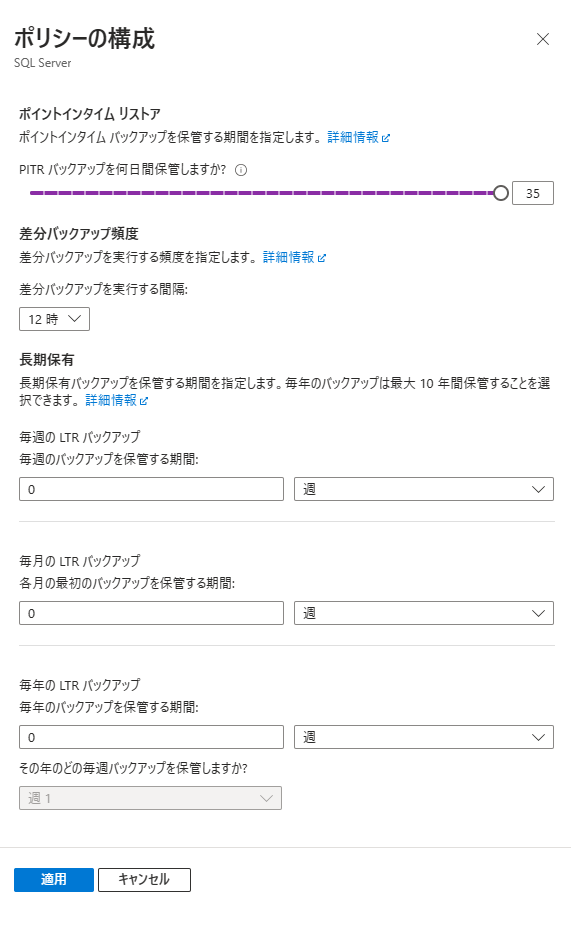 ポリシーの構成
SQL Server
ポイントインタイム リストア
ポイントインタイム バックアップを保管する期間を指定します。 詳細情報
PITR バックアップを何日間保管しますか?
35
差分バックアップ頻度
差分バックアップを実行する頻度を指定します。 詳細情報
差分バックアップを実行する間隔:
12 時
長期保有
長期保有バックアップを保管する期間を指定します。毎年のバックアップは最大 10 年間保管することを選
択できます。 詳細情報
毎週の LTR バックアップ
毎週のバックアップを保管する期間:
0 週
毎月の LTR バックアップ
各月の最初のバックアップを保管する期間:
0 週
毎年の LTR バックアップ
毎年のバックアップを保管する期間:
0 週
その年のどの毎週バックアップを保管しますか?
週 1
適用 キャンセル